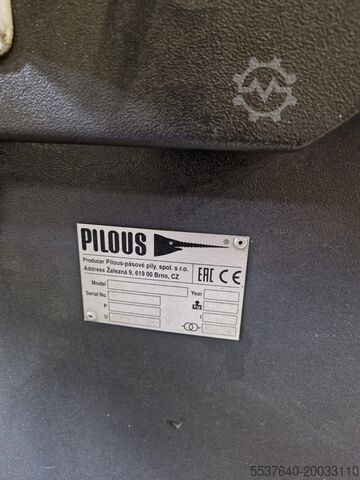 PILOUS ®
Producer Pilous-pásové pily, spol. s r.o.
Address Železná 9, 619 00 Brno, CZ
EAC CE
Model
Year
Serial No.
kg
P
I
U
5537640-20033110